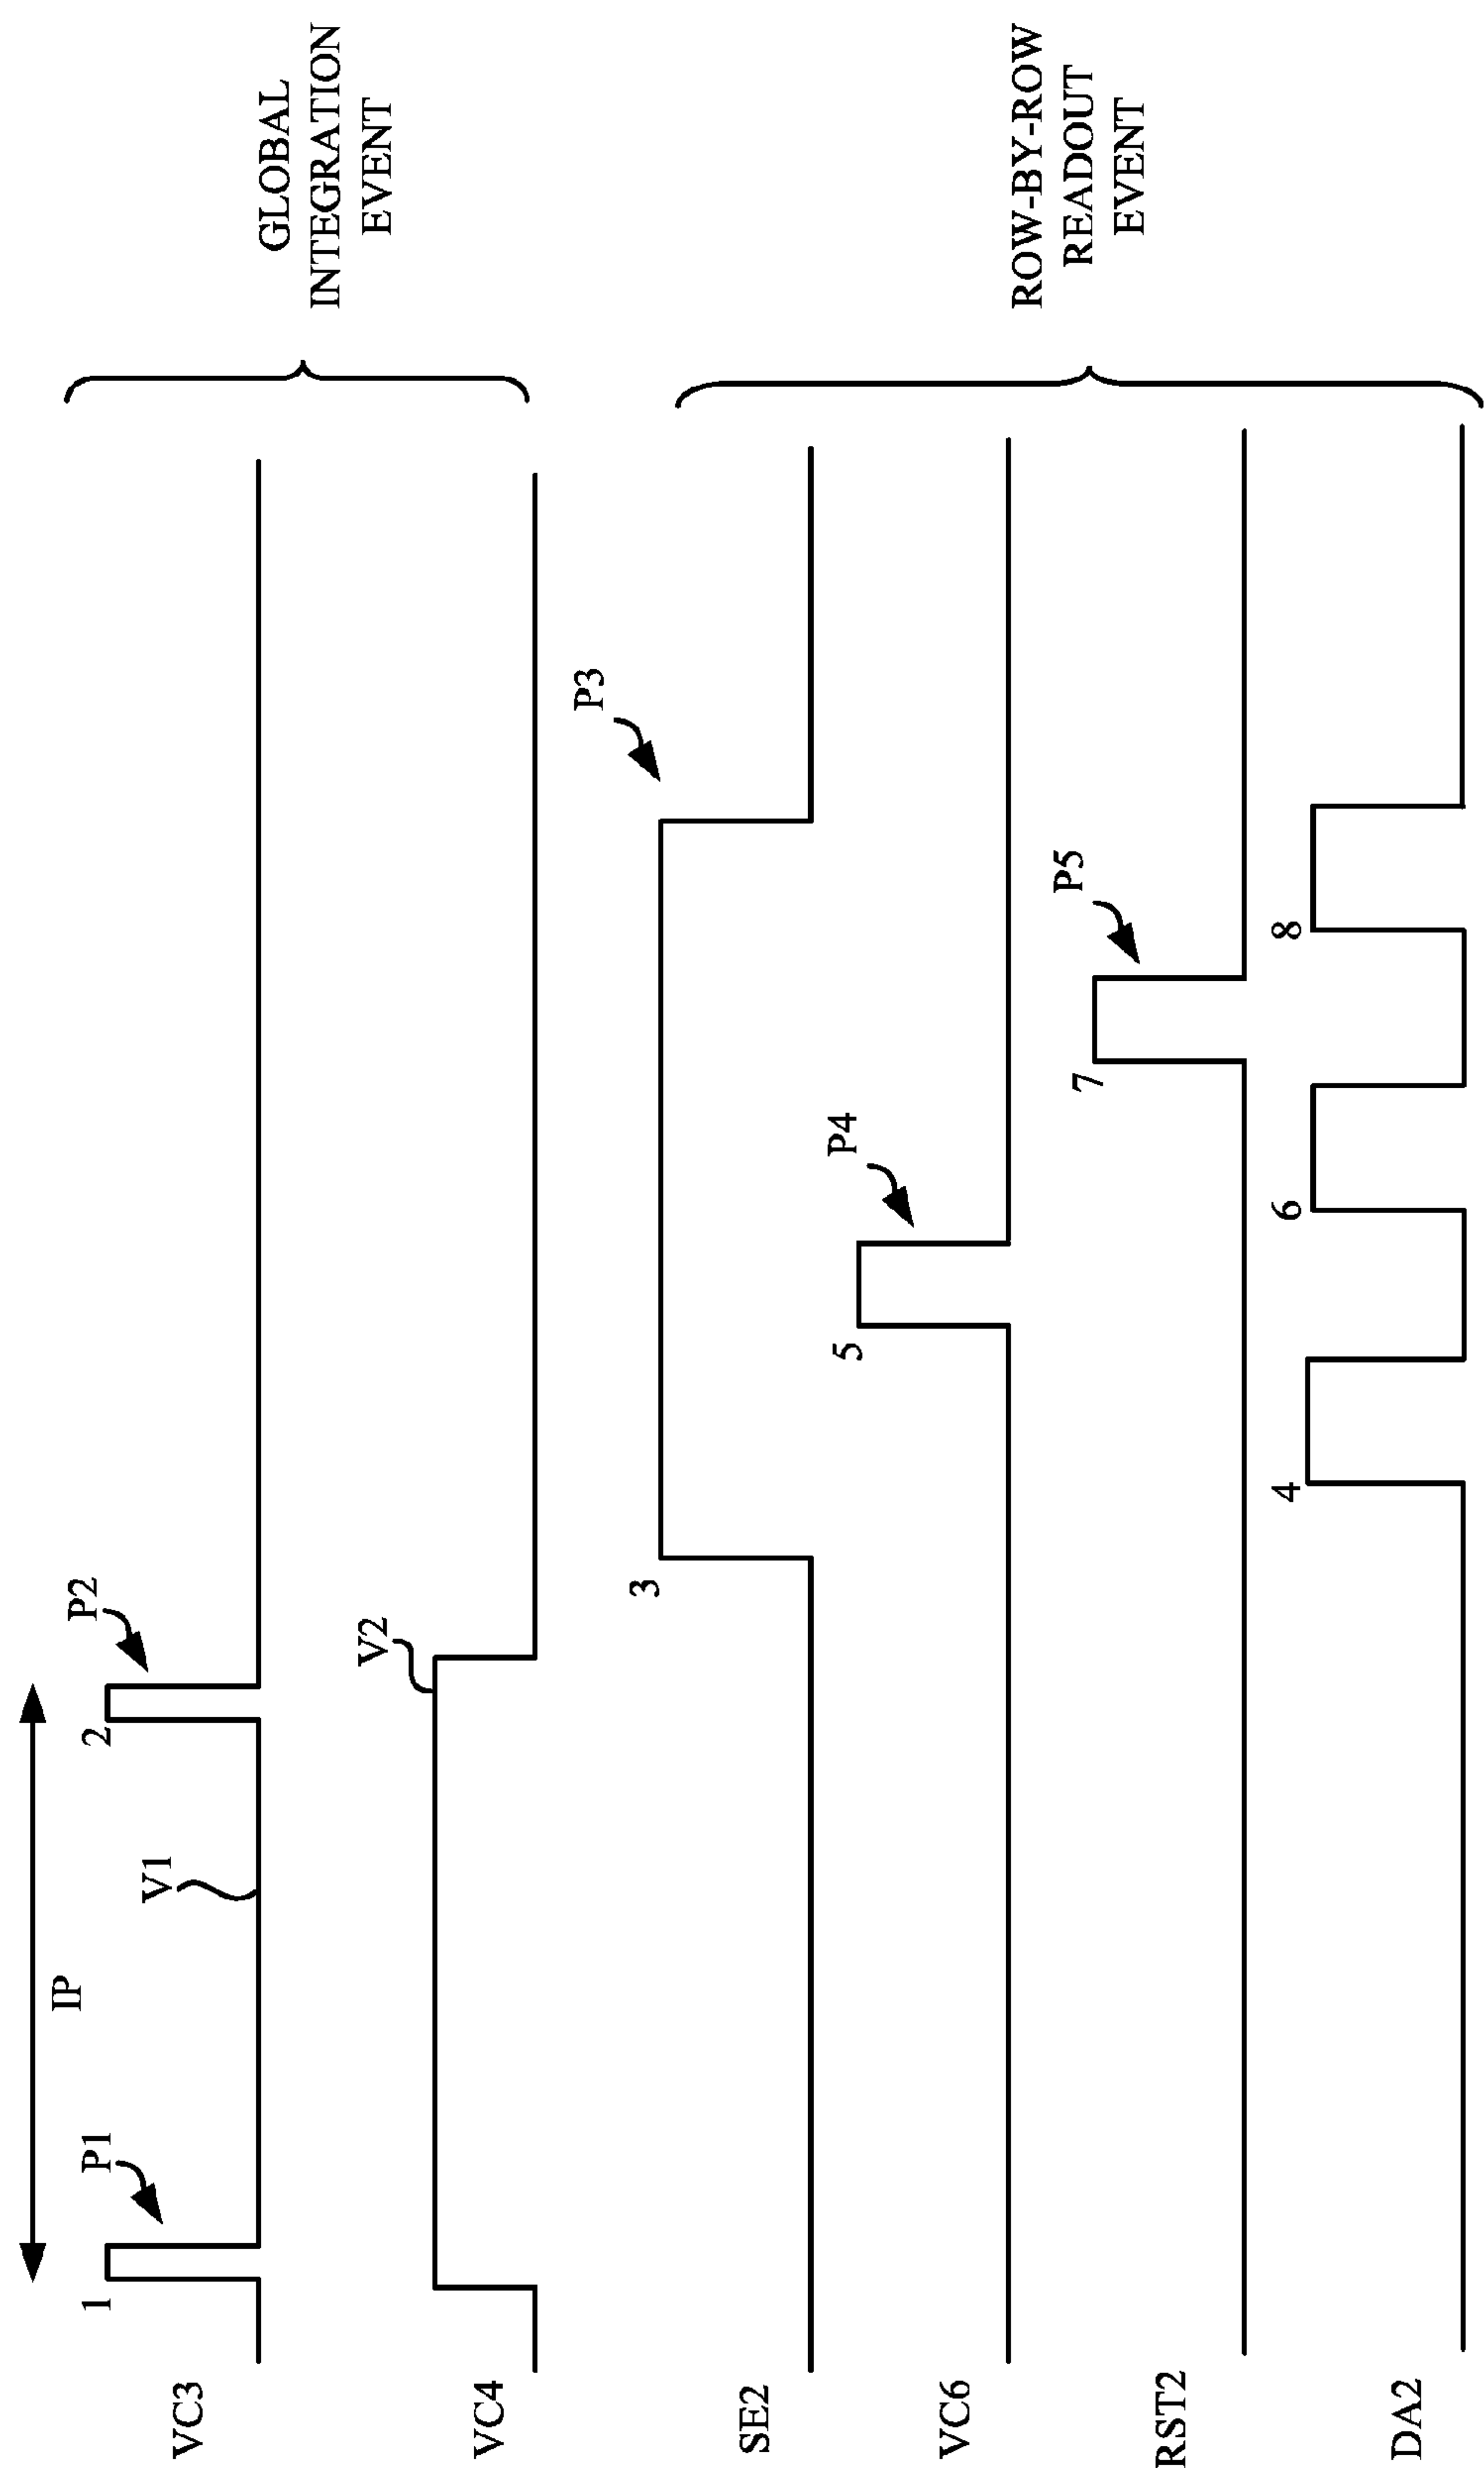 IP
VC3
1
P1
V1
2
P2
GLOBAL
INTEGRATION
EVENT
VC4
V2
SE2
3
P3
VC6
5
P4
ROW-BY-ROW
READOUT
EVENT
RST2
7
P5
DA2
4
6
8